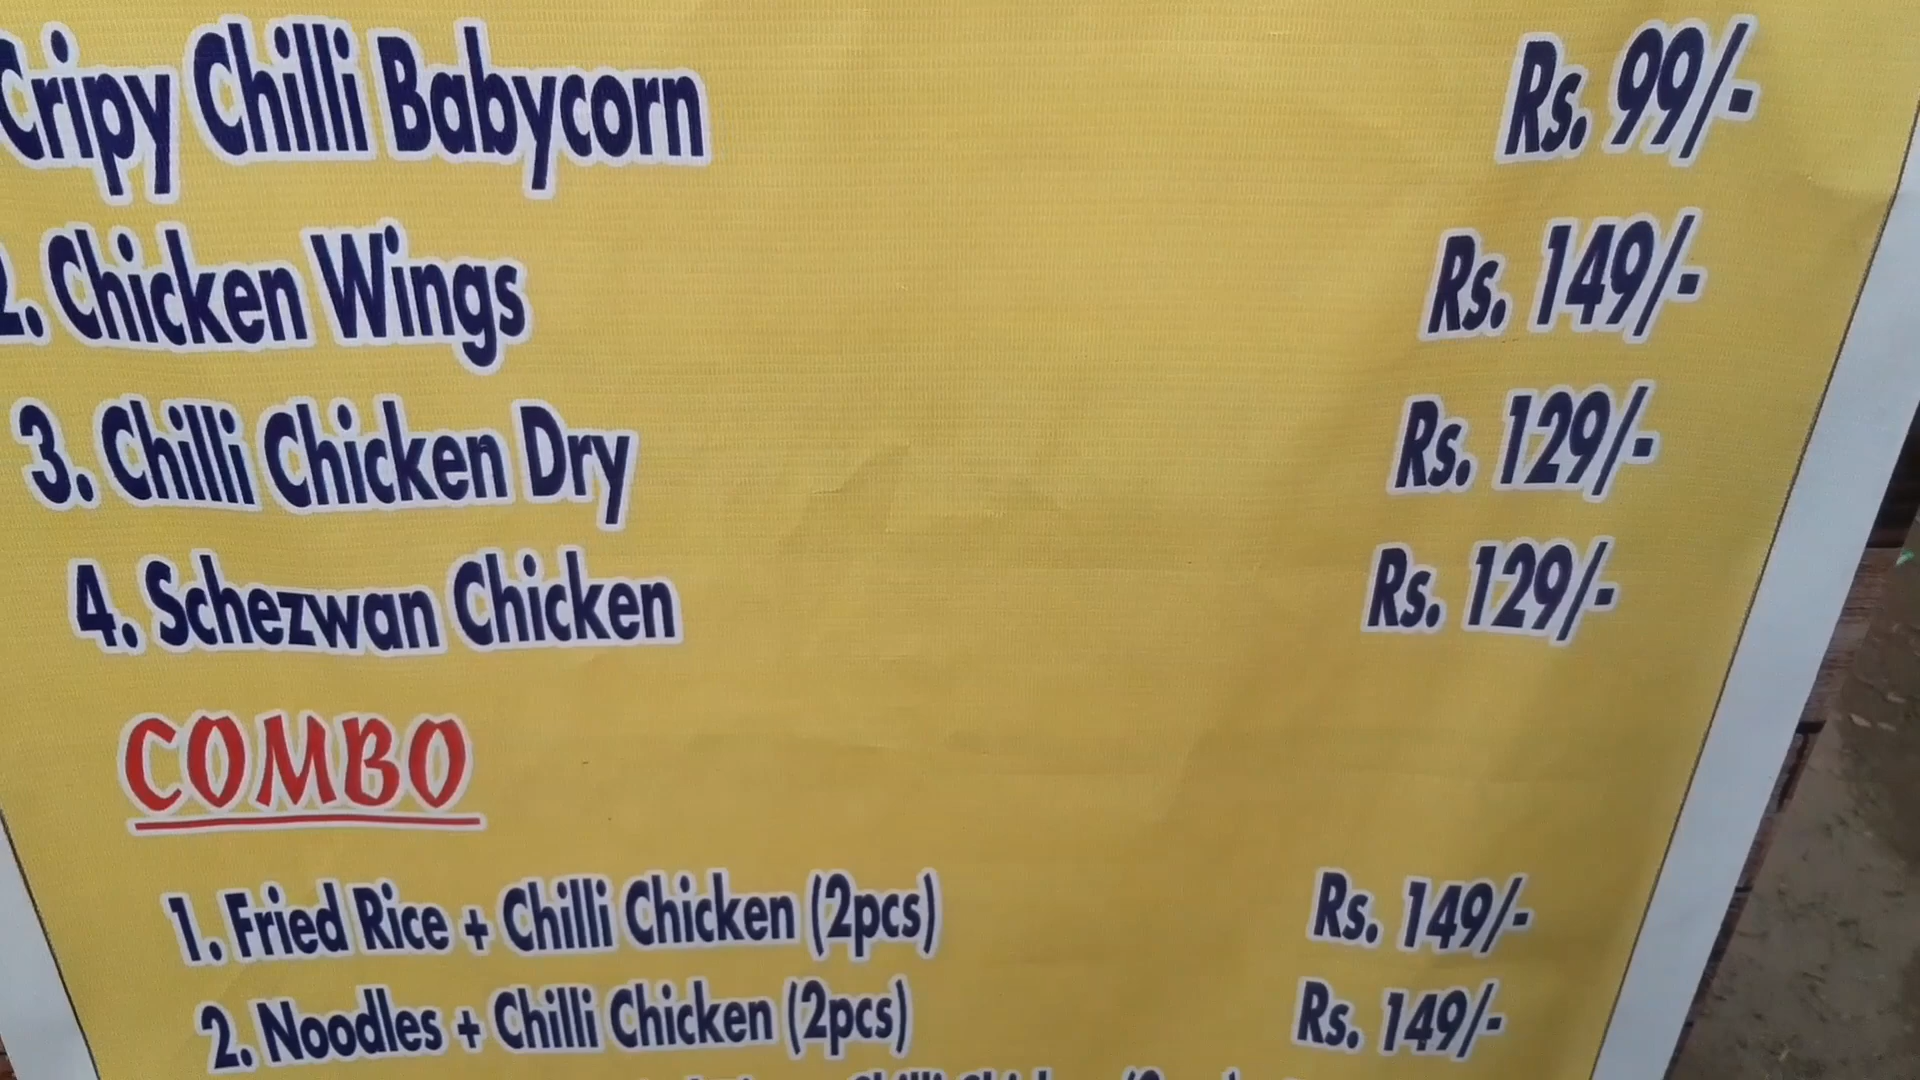 Cripy Chilli Babycorn Rs. 99/-
2. Chicken Wings Rs. 149/-
3. Chilli Chicken Dry Rs. 129/-
4. Schezwan Chicken Rs. 129/-
COMBO
1. Fried Rice + Chilli Chicken (2pcs) Rs. 149/-
2. Noodles + Chilli Chicken (2pcs) Rs. 149/-